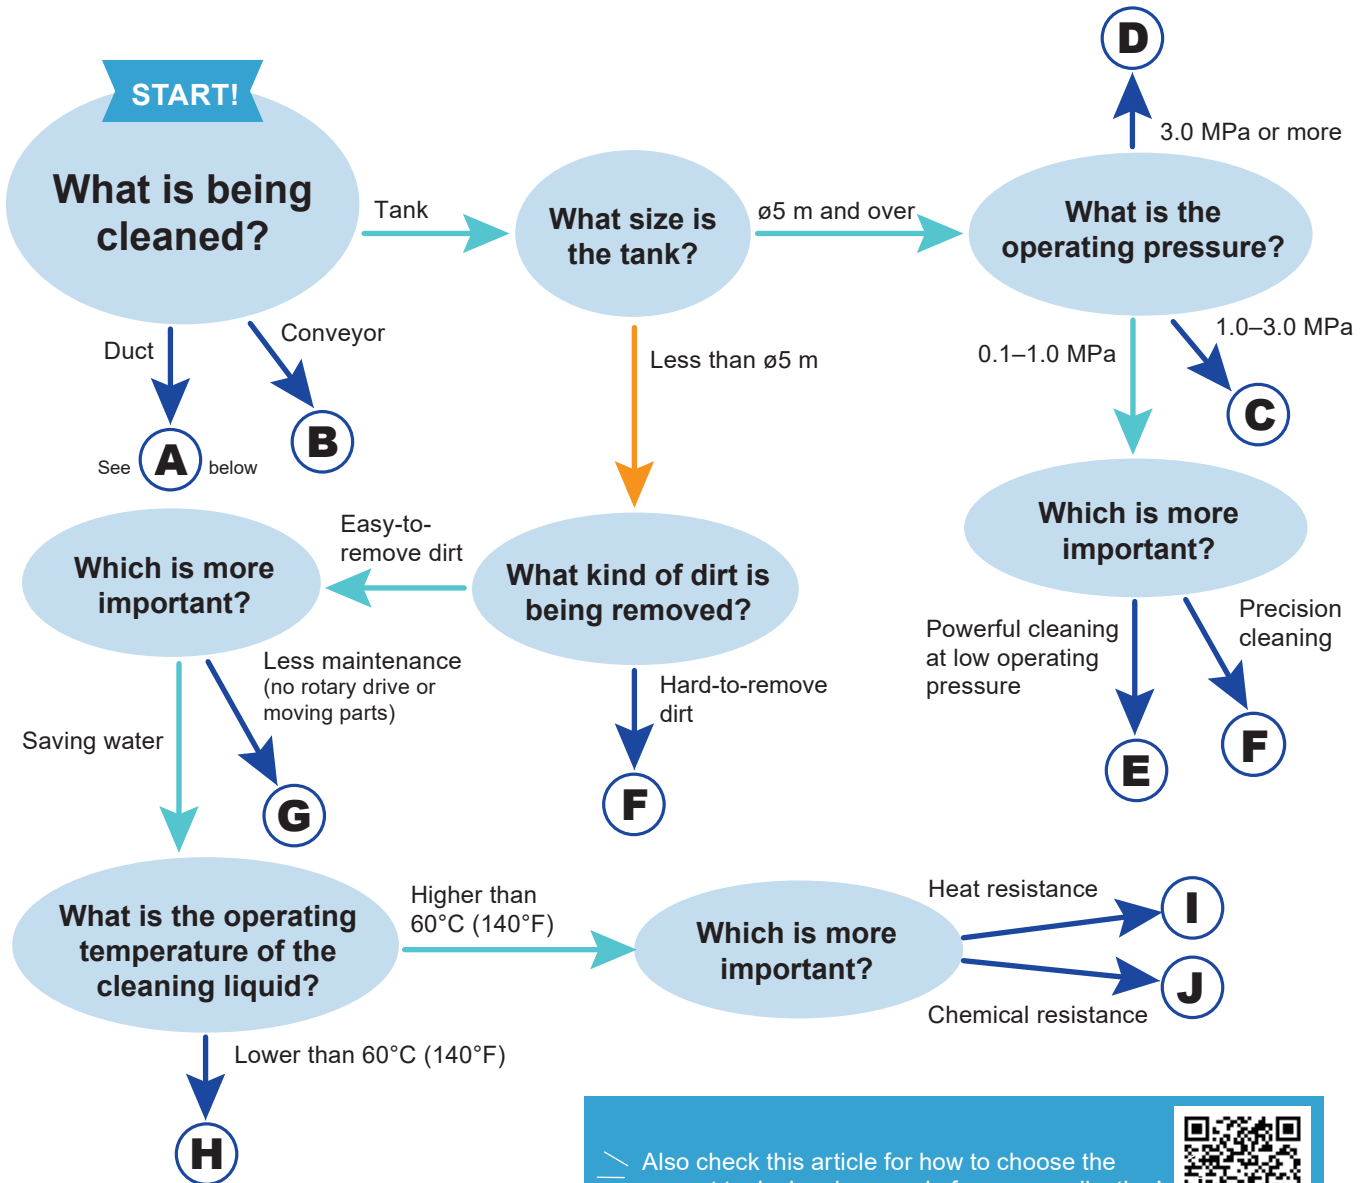 START!
What is being
cleaned?
Tank
What size is
the tank?
ø5 m and over
What is the
operating pressure?
3.0 MPa or more
D
Duct
Conveyor
See A below
B
Less than ø5 m
0.1–1.0 MPa
1.0–3.0 MPa
C
Which is more
important?
Easy-to-
remove dirt
What kind of dirt is
being removed?
Which is more
important?
Saving water
Less maintenance
(no rotary drive or
moving parts)
G
Hard-to-remove
dirt
F
Powerful cleaning
at low operating
pressure
E
Precision
cleaning
F
What is the operating
temperature of the
cleaning liquid?
Higher than
60°C (140°F)
Which is more
important?
Heat resistance
I
Chemical resistance
J
Lower than 60°C (140°F)
H
Also check this article for how to choose the